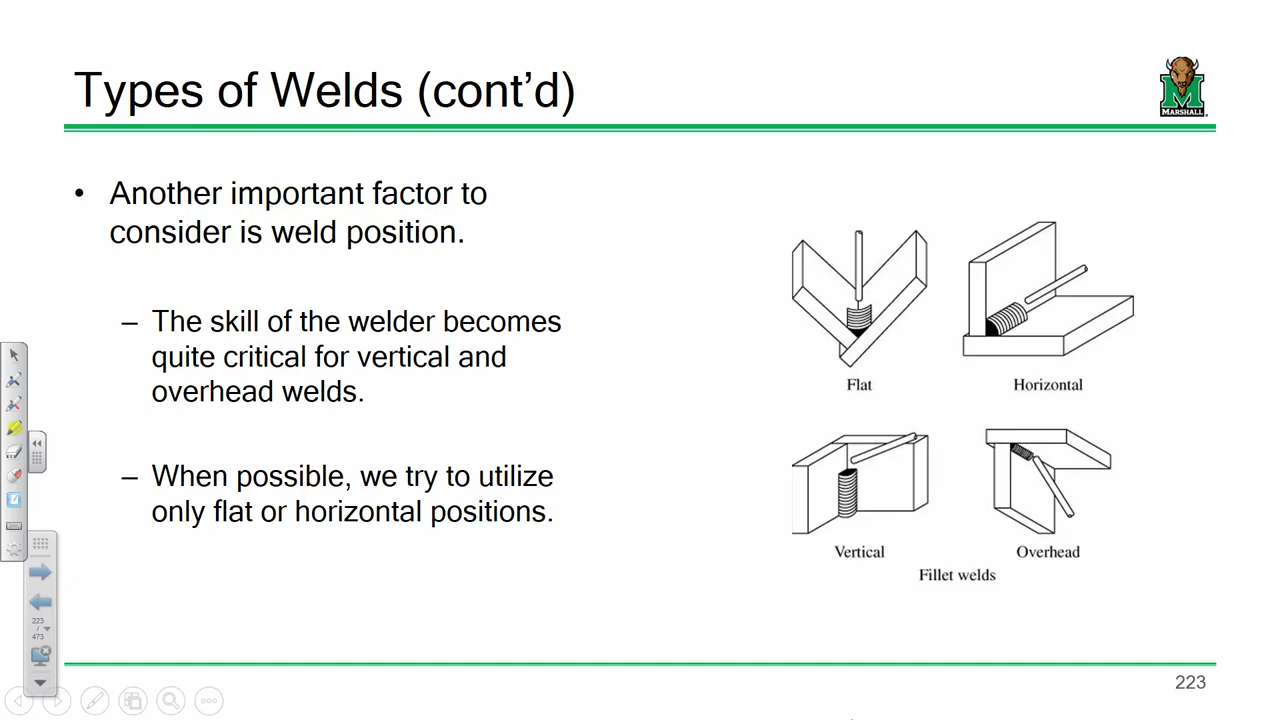 Types of Welds (cont’d)
MARSHALL
• Another important factor to
consider is weld position.
– The skill of the welder becomes
quite critical for vertical and
overhead welds.
– When possible, we try to utilize
only flat or horizontal positions.
Flat
Horizontal
Vertical
Overhead
Fillet welds
223
/
473
223